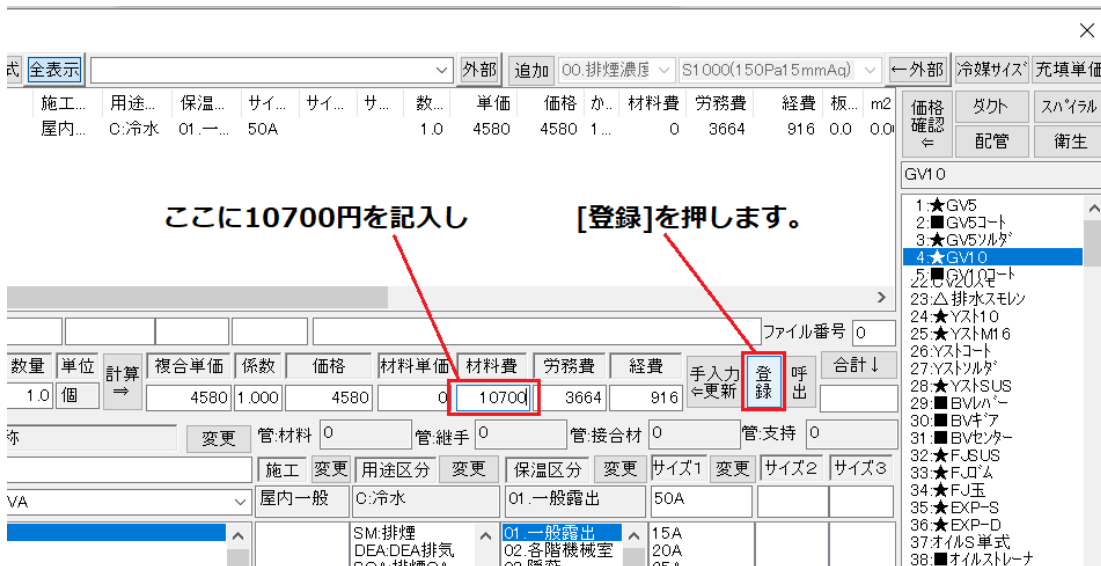 式 全表示 外部 追加 00.排煙濃度 S1000(150Pa15mmAq) ←外部 冷媒サイズ 充填単価
施工... 用途... 保温... サイ... サイ... サ... 数... 単価 価格 か.. 材料費 労務費 経費 板... m2
屋内... C:冷水 01.一... 50A 1.0 4580 4580 1... 0 3664 916 0.0 0.0
価格確認⇐ ダクト スパイラル
配管 衛生
GV10
ここに10700円を記入し [登録]を押します。
1:★GV5
2:■GV5コート
3:★GV5ソルダ
4:★GV10
5:■GV10コート
23:△排水スモレン
24:★Yスト10
25:★YストM16
26:Yストコート
27:Yストソルダ
28:★YストSUS
29:■BVレバー
30:■BVギア
31:■BVセンター
32:★FJSUS
33:★FJゴム
34:★FJ玉
35:★EXP-S
36:★EXP-D
37:オイルS単式
38:■オイルストレーナ
ファイル番号 0
数量 単位 計算⇒ 複合単価 係数 価格 材料単価 材料費 労務費 経費 手入力⇐更新 登録 呼出 合計↓
1.0 個 4580 1.000 4580 0 10700 3664 916
称 変更 管:材料 0 管:継手 0 管:接合材 0 管:支持 0
施工 変更 用途区分 変更 保温区分 変更 サイズ1 変更 サイズ2 サイズ3
VA 屋内一般 C:冷水 01.一般露出 50A
SM:排煙 01.一般露出 15A
DEA:DEA排気 02.各階機械室 20A